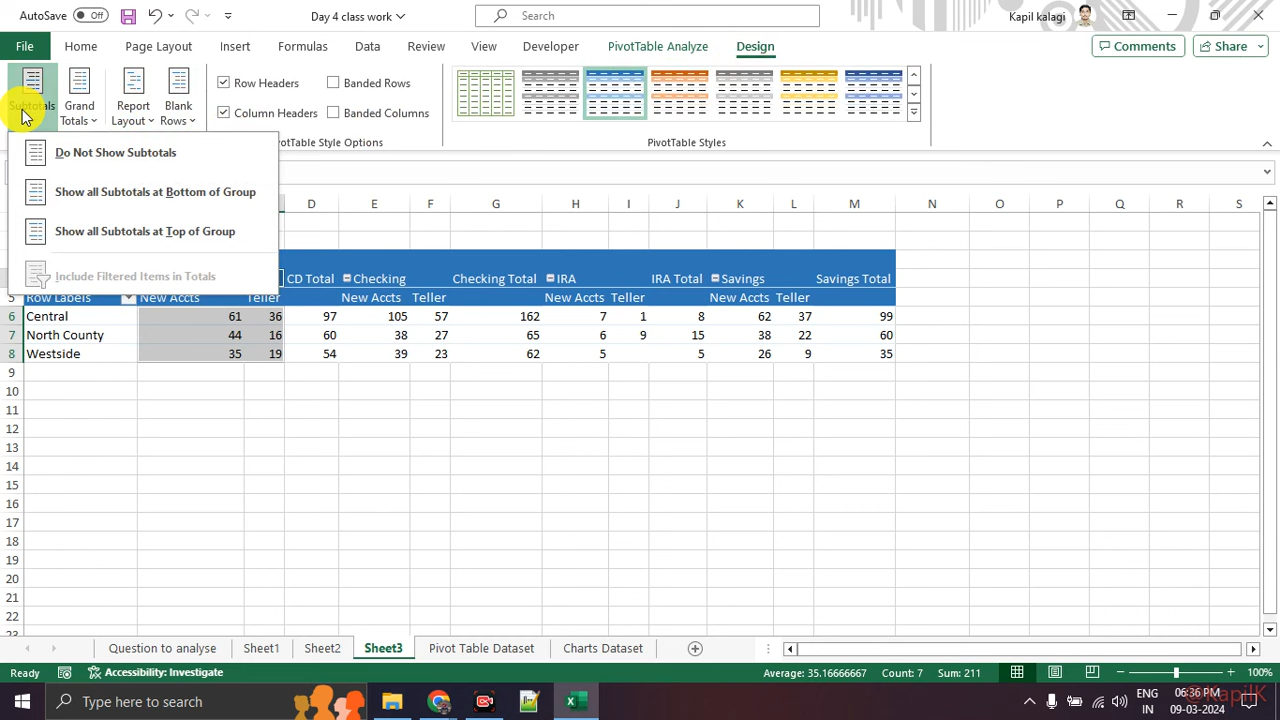 AutoSave Off Day 4 class work Search Kapil kalagi
File Home Page Layout Insert Formulas Data Review View Developer PivotTable Analyze Design Comments Share
Subtotals Grand Totals Report Layout Blank Rows
Row Headers Banded Rows
Column Headers Banded Columns
PivotTable Style Options PivotTable Styles
Do Not Show Subtotals
Show all Subtotals at Bottom of Group
Show all Subtotals at Top of Group
Include Filtered Items in Totals
D E F G H I J K L M N O P Q R S
CD Total Checking Checking Total IRA IRA Total Savings Savings Total
5 Row Labels New Accts Teller New Accts Teller New Accts Teller New Accts Teller
6 Central 61 36 97 105 57 162 7 1 8 62 37 99
7 North County 44 16 60 38 27 65 6 9 15 38 22 60
8 Westside 35 19 54 39 23 62 5 5 26 9 35
9
10
11
12
13
14
15
16
17
18
19
20
21
22
23
Question to analyse Sheet1 Sheet2 Sheet3 Pivot Table Dataset Charts Dataset
Ready Accessibility: Investigate Average: 35.16666667 Count: 7 Sum: 211 100%
Type here to search ENG IN 06:36 PM 09-03-2024
@KapilK